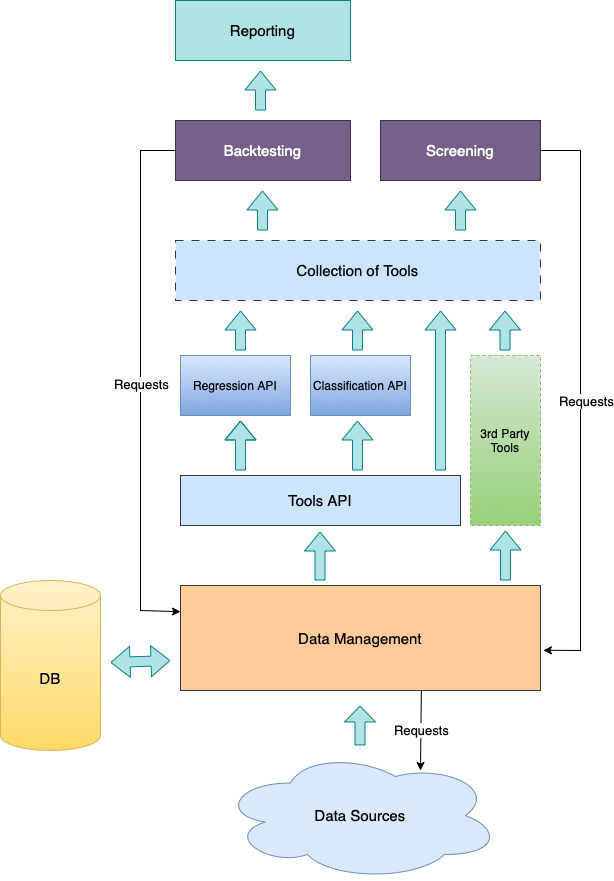 Reporting
Backtesting
Screening
Collection of Tools
Requests
Regression API
Classification API
Requests
3rd Party
Tools
Tools API
Data Management
DB
Requests
Data Sources